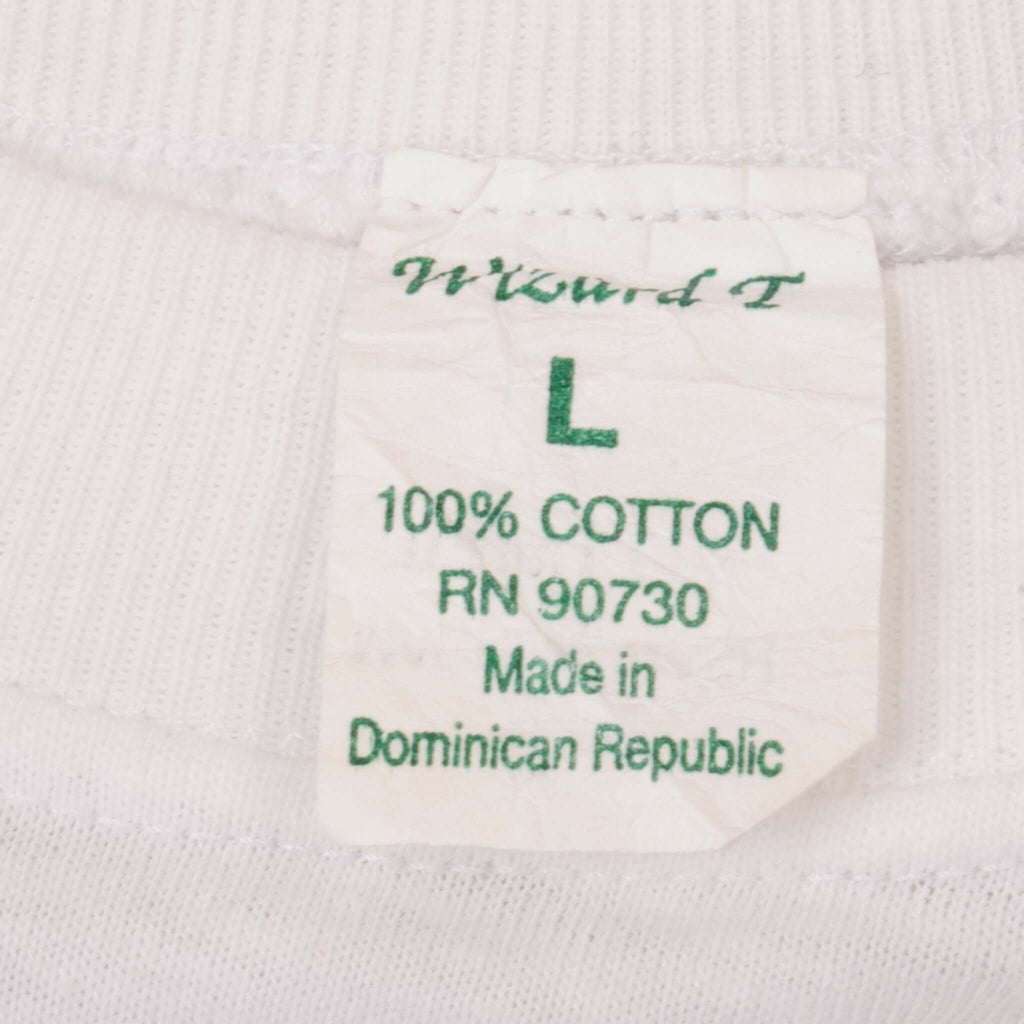 Wizard T
L
100% COTTON
RN 90730
Made in
Dominican Republic